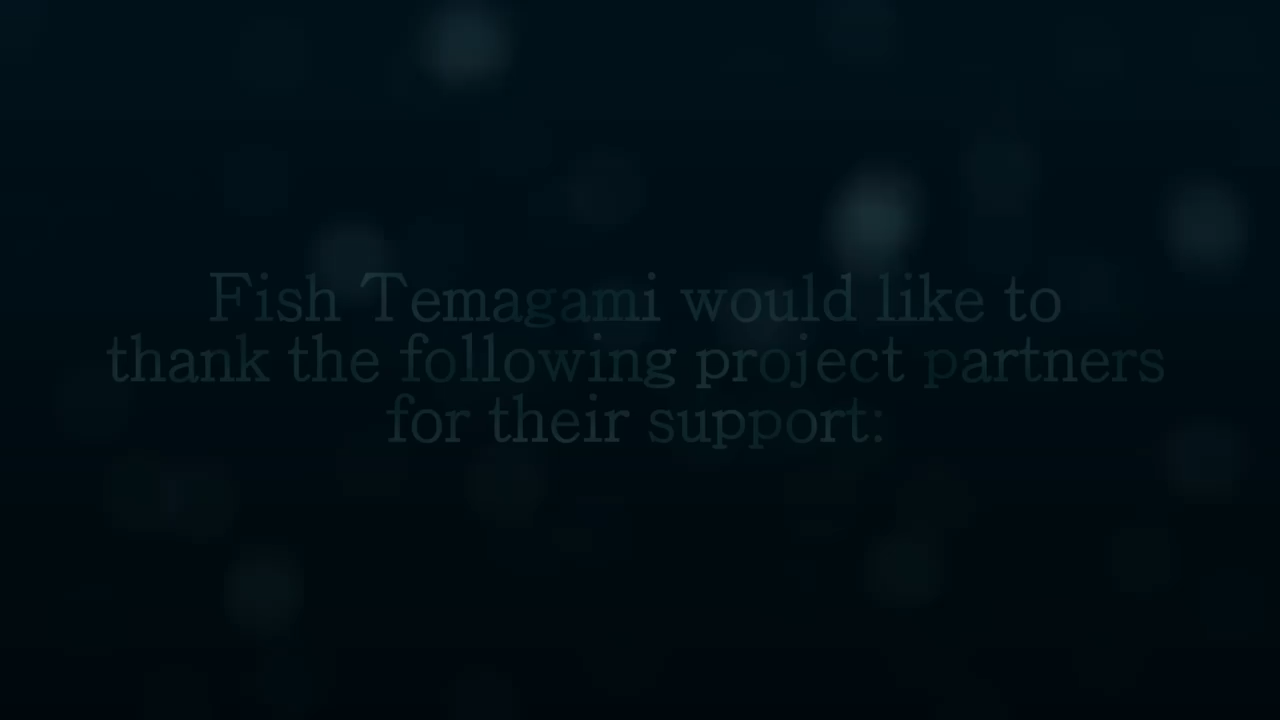 Fish Temagami would like to
thank the following project partners
for their support: